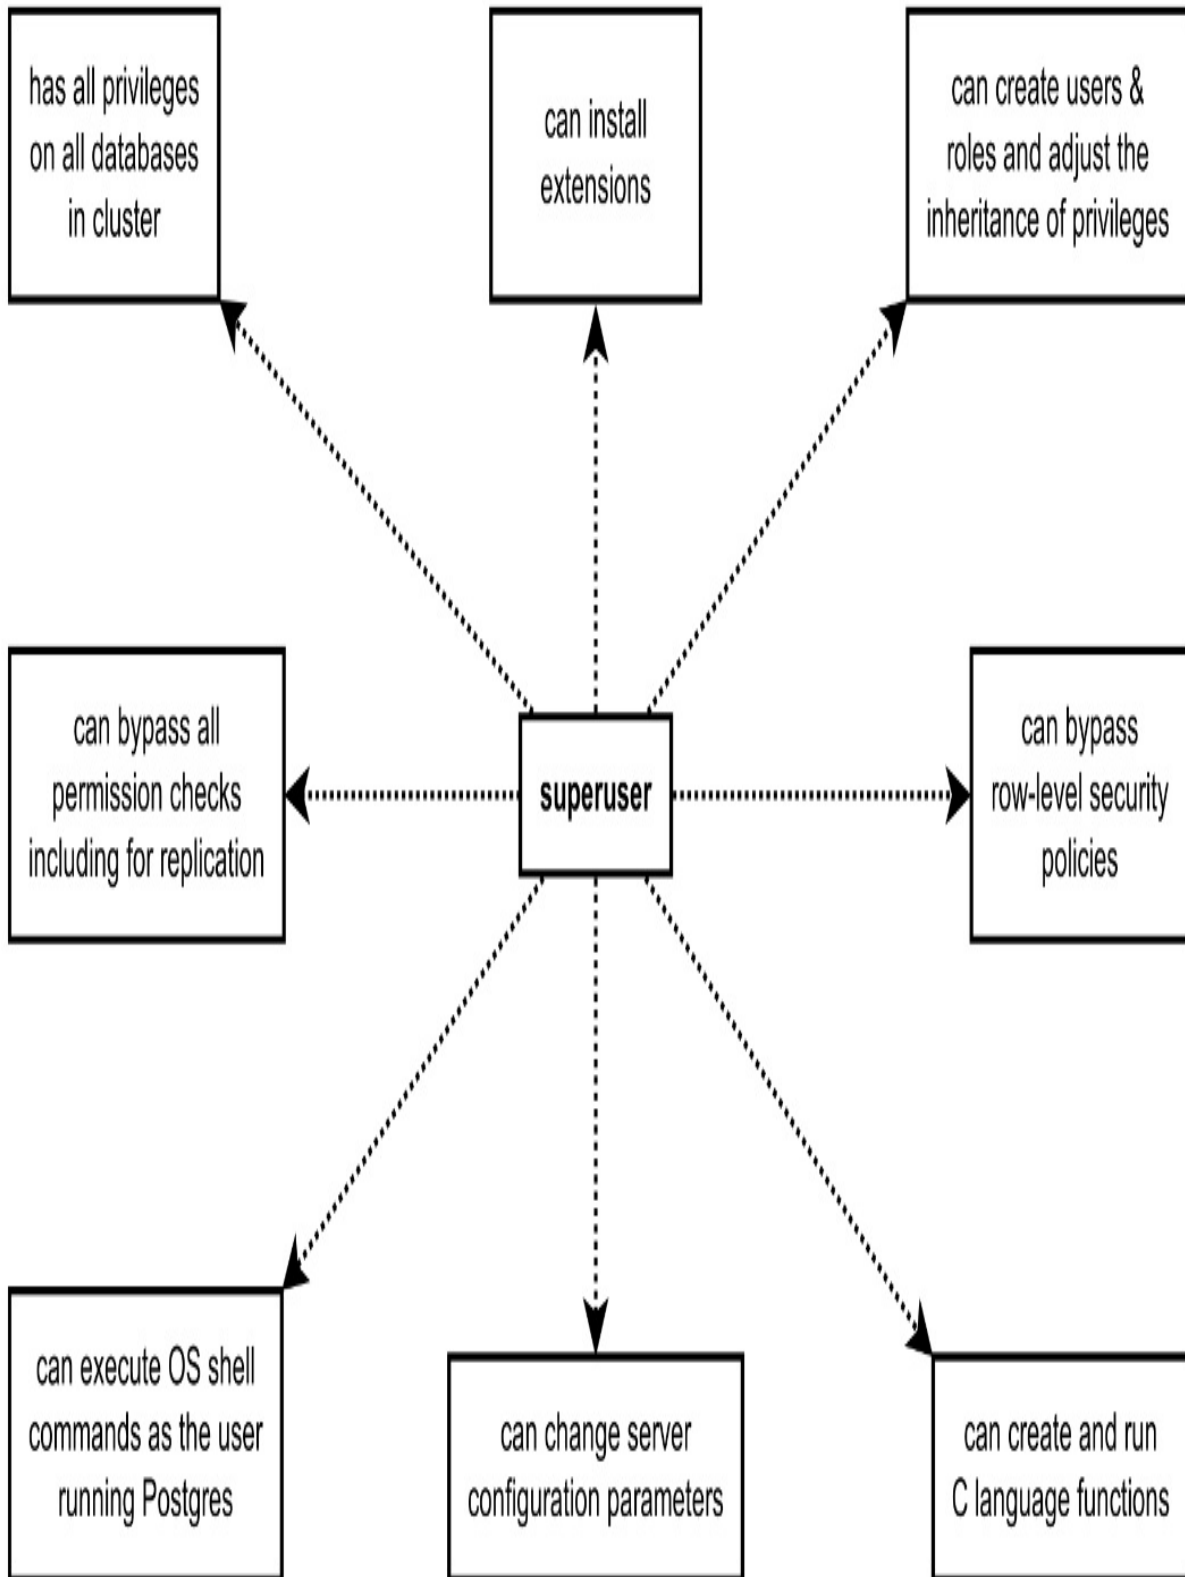 has all privileges
on all databases
in cluster
can install
extensions
can create users &
roles and adjust the
inheritance of privileges
can bypass all
permission checks
including for replication
superuser
can bypass
row-level security
policies
can execute OS shell
commands as the user
running Postgres
can change server
configuration parameters
can create and run
C language functions